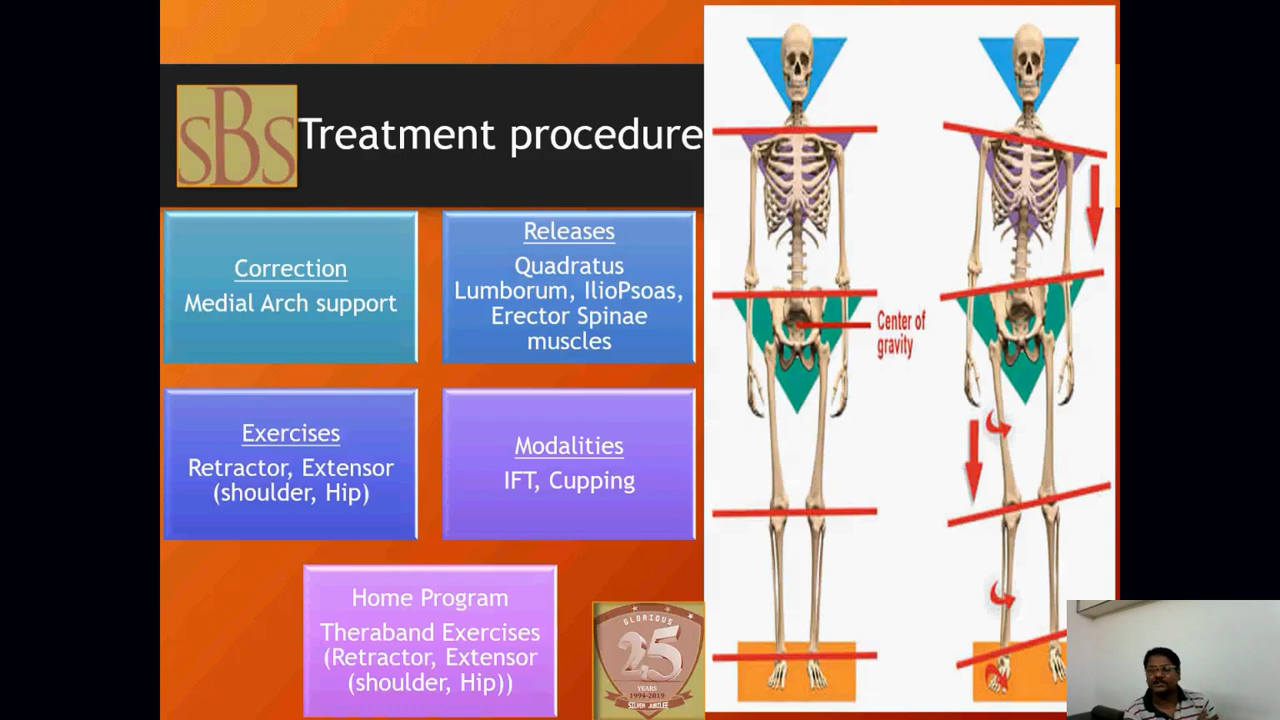 SBS
Treatment procedure
Correction
Medial Arch support
Releases
Quadratus
Lumborum, IlioPsoas,
Erector Spinae
muscles
Exercises
Retractor, Extensor
(shoulder, Hip)
Modalities
IFT, Cupping
Home Program
Theraband Exercises
(Retractor, Extensor
(shoulder, Hip))
GLORIOUS
25
YEARS
1994-2019
SILVER JUBILEE
Center of
gravity